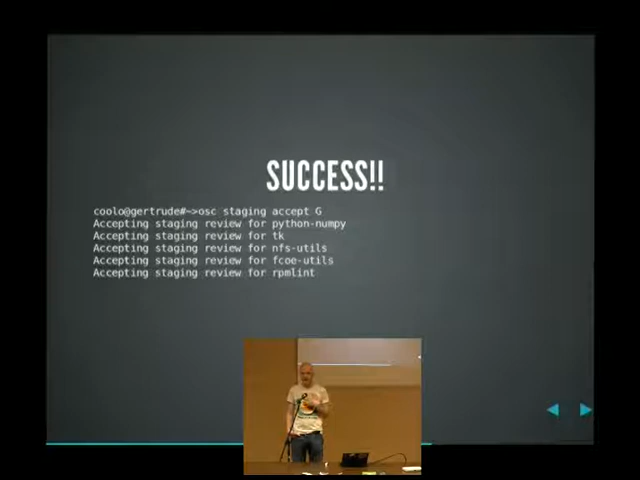 SUCCESS!!
coolo@gertrude#~>osc staging accept G
Accepting staging review for python-numpy
Accepting staging review for tk
Accepting staging review for nfs-utils
Accepting staging review for fcoe-utils
Accepting staging review for rpmlint